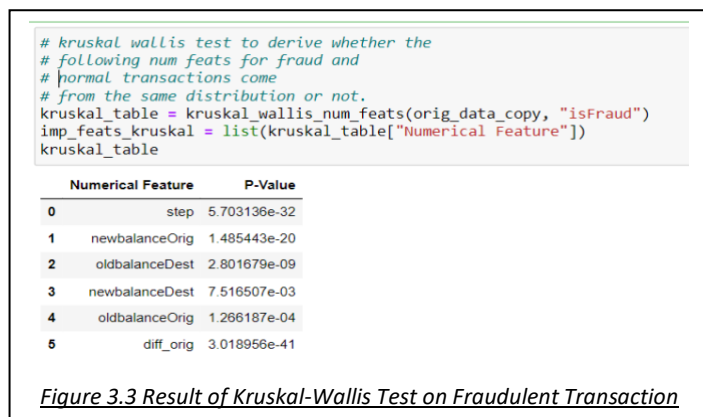 # kruskal wallis test to derive whether the
# following num feats for fraud and
# normal transactions come
# from the same distribution or not.
kruskal_table = kruskal_wallis_num_feats(orig_data_copy, "isFraud")
imp_feats_kruskal = list(kruskal_table["Numerical Feature"])
kruskal_table
Numerical Feature P-Value
0 step 5.703136e-32
1 newbalanceOrig 1.485443e-20
2 oldbalanceDest 2.801679e-09
3 newbalanceDest 7.516507e-03
4 oldbalanceOrig 1.266187e-04
5 diff_orig 3.018956e-41
Figure 3.3 Result of Kruskal-Wallis Test on Fraudulent Transaction